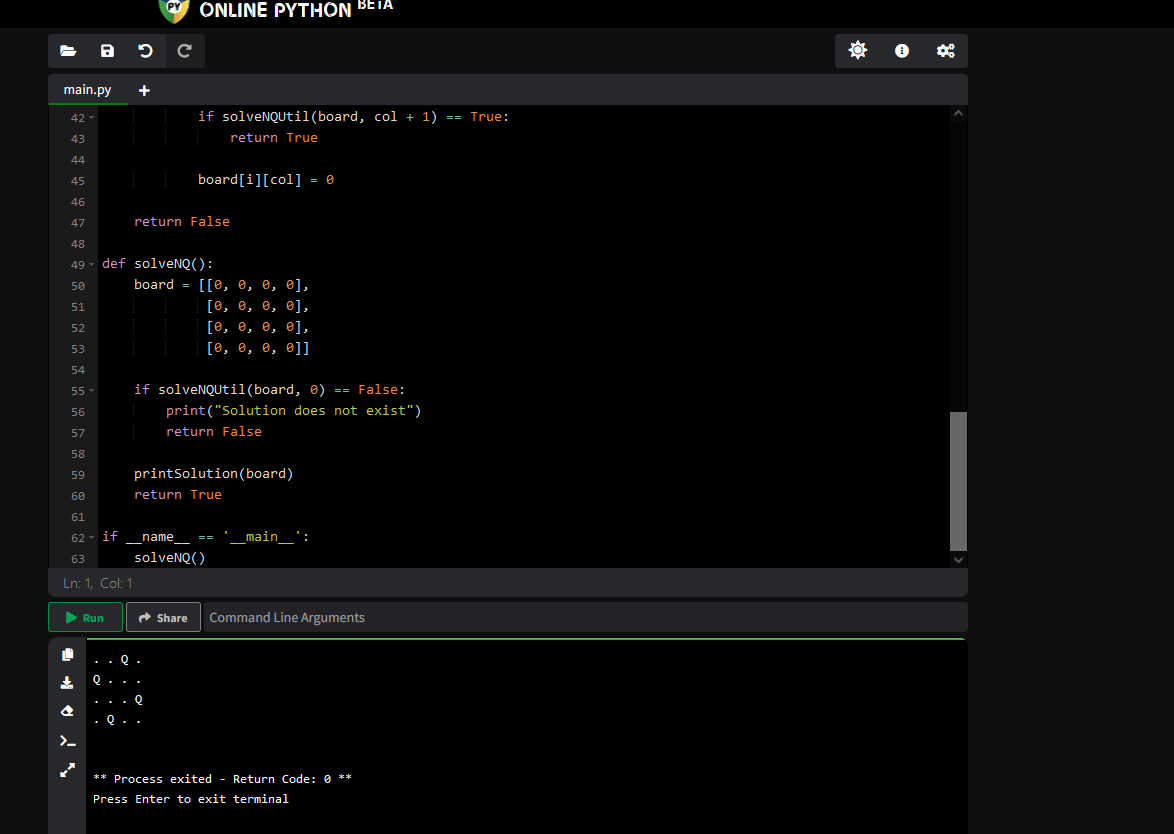 PY ONLINE PYTHON BETA
main.py +
42 if solveNQUtil(board, col + 1) == True:
43 return True
44
45 board[i][col] = 0
46
47 return False
48
49 def solveNQ():
50 board = [[0, 0, 0, 0],
51 [0, 0, 0, 0],
52 [0, 0, 0, 0],
53 [0, 0, 0, 0]]
54
55 if solveNQUtil(board, 0) == False:
56 print("Solution does not exist")
57 return False
58
59 printSolution(board)
60 return True
61
62 if __name__ == '__main__':
63 solveNQ()
Ln: 1, Col: 1
Run Share Command Line Arguments
. . Q .
Q . . .
. . . Q
. Q . .
** Process exited - Return Code: 0 **
Press Enter to exit terminal